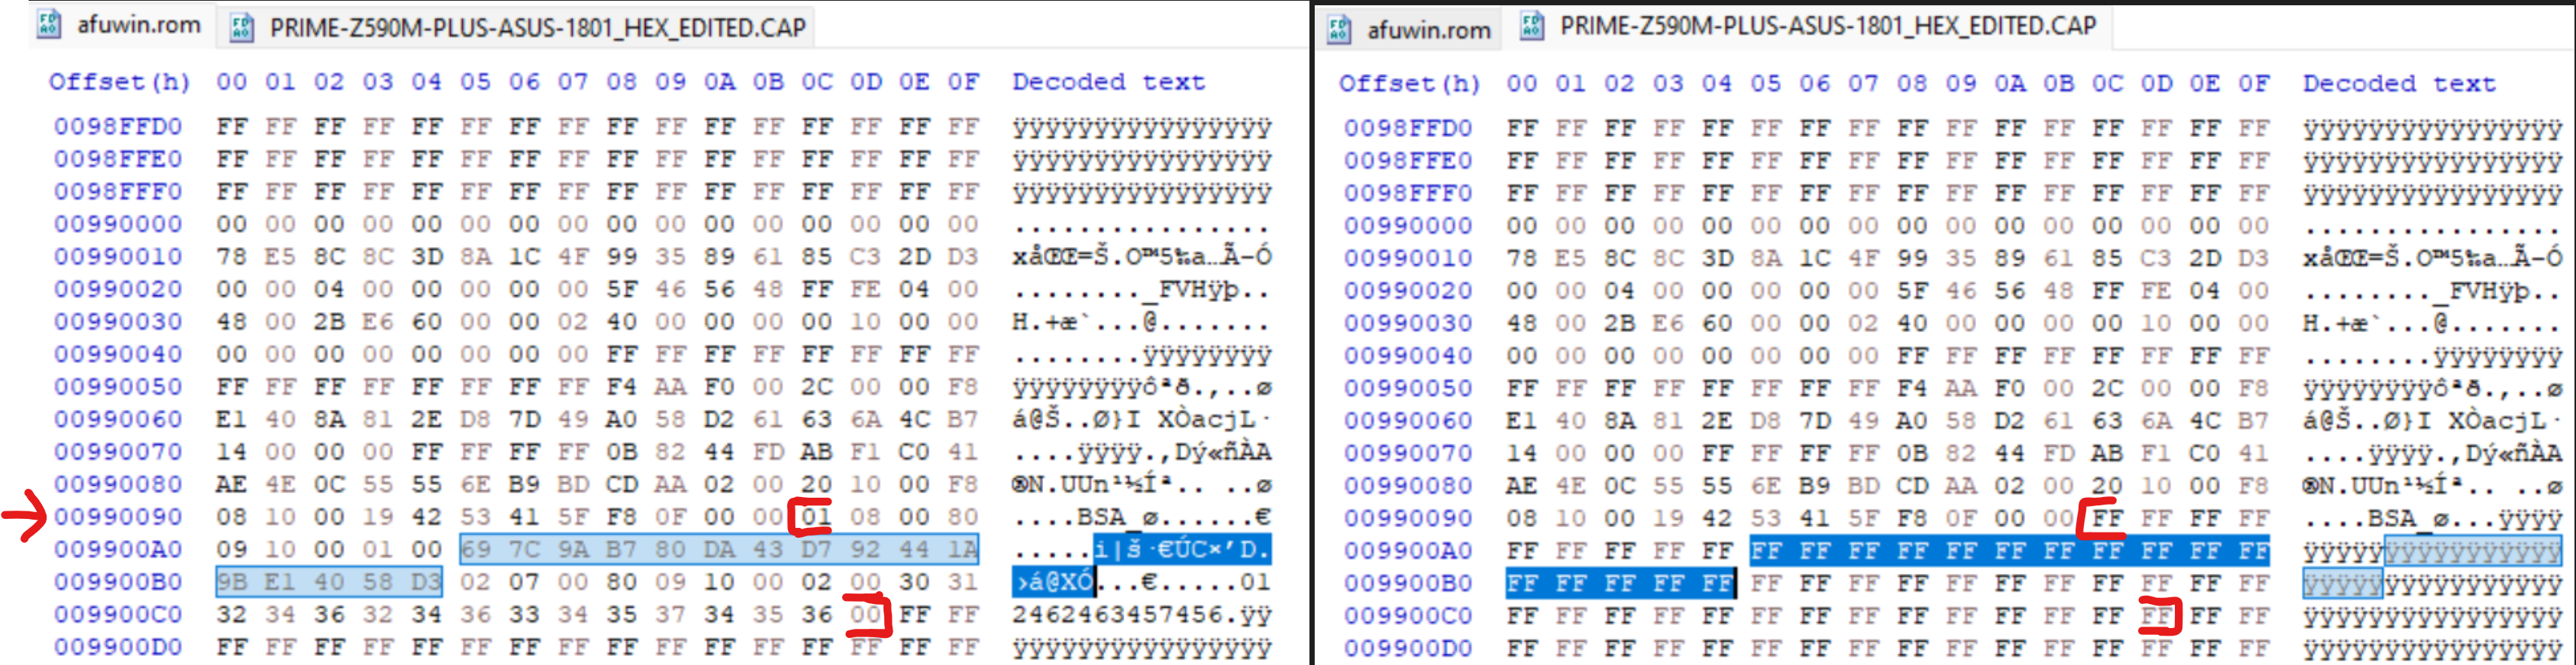 afuwin.rom PRIME-Z590M-PLUS-ASUS-1801_HEX_EDITED.CAP
Offset(h) 00 01 02 03 04 05 06 07 08 09 0A 0B 0C 0D 0E 0F Decoded text
0098FFD0 FF FF FF FF FF FF FF FF FF FF FF FF FF FF FF FF ÿÿÿÿÿÿÿÿÿÿÿÿÿÿÿÿ
0098FFE0 FF FF FF FF FF FF FF FF FF FF FF FF FF FF FF FF ÿÿÿÿÿÿÿÿÿÿÿÿÿÿÿÿ
0098FFF0 FF FF FF FF FF FF FF FF FF FF FF FF FF FF FF FF ÿÿÿÿÿÿÿÿÿÿÿÿÿÿÿÿ
00990000 00 00 00 00 00 00 00 00 00 00 00 00 00 00 00 00 ................
00990010 78 E5 8C 8C 3D 8A 1C 4F 99 35 89 61 85 C3 2D D3 xåŒŒ=Š.O™5‰a…Ã-Ó
00990020 00 00 04 00 00 00 00 00 5F 46 56 48 FF FE 04 00 ........_FVHÿþ..
00990030 48 00 2B E6 60 00 00 02 40 00 00 00 00 10 00 00 H.+æ`...@.......
00990040 00 00 00 00 00 00 00 00 FF FF FF FF FF FF FF FF ........ÿÿÿÿÿÿÿÿ
00990050 FF FF FF FF FF FF FF FF F4 AA F0 00 2C 00 00 F8 ÿÿÿÿÿÿÿÿôªð.,..ø
00990060 E1 40 8A 81 2E D8 7D 49 A0 58 D2 61 63 6A 4C B7 á@Š..Ø}I XÒacjL·
00990070 14 00 00 00 FF FF FF FF 0B 82 44 FD AB F1 C0 41 ....ÿÿÿÿ.‚Dý«ñÀA
00990080 AE 4E 0C 55 55 6E B9 BD CD AA 02 00 20 10 00 F8 ®N.UUn¹½Íª.. ..ø
00990090 08 10 00 19 42 53 41 5F F8 0F 00 00 01 08 00 80 ....BSA_ø......€
009900A0 09 10 00 01 00 69 7C 9A B7 80 DA 43 D7 92 44 1A .....i|š·€ÚC×’D.
009900B0 9B E1 40 58 D3 02 07 00 80 09 10 00 02 00 30 31 ›á@XÓ...€.....01
009900C0 32 34 36 32 34 36 33 34 35 37 34 35 36 00 FF FF 2462463457456.ÿÿ
009900D0 FF FF FF FF FF FF FF FF FF FF FF FF FF FF FF FF ÿÿÿÿÿÿÿÿÿÿÿÿÿÿÿÿ
afuwin.rom PRIME-Z590M-PLUS-ASUS-1801_HEX_EDITED.CAP
Offset(h) 00 01 02 03 04 05 06 07 08 09 0A 0B 0C 0D 0E 0F Decoded text
0098FFD0 FF FF FF FF FF FF FF FF FF FF FF FF FF FF FF FF ÿÿÿÿÿÿÿÿÿÿÿÿÿÿÿÿ
0098FFE0 FF FF FF FF FF FF FF FF FF FF FF FF FF FF FF FF ÿÿÿÿÿÿÿÿÿÿÿÿÿÿÿÿ
0098FFF0 FF FF FF FF FF FF FF FF FF FF FF FF FF FF FF FF ÿÿÿÿÿÿÿÿÿÿÿÿÿÿÿÿ
00990000 00 00 00 00 00 00 00 00 00 00 00 00 00 00 00 00 ................
00990010 78 E5 8C 8C 3D 8A 1C 4F 99 35 89 61 85 C3 2D D3 xåŒŒ=Š.O™5‰a…Ã-Ó
00990020 00 00 04 00 00 00 00 00 5F 46 56 48 FF FE 04 00 ........_FVHÿþ..
00990030 48 00 2B E6 60 00 00 02 40 00 00 00 00 10 00 00 H.+æ`...@.......
00990040 00 00 00 00 00 00 00 00 FF FF FF FF FF FF FF FF ........ÿÿÿÿÿÿÿÿ
00990050 FF FF FF FF FF FF FF FF F4 AA F0 00 2C 00 00 F8 ÿÿÿÿÿÿÿÿôªð.,..ø
00990060 E1 40 8A 81 2E D8 7D 49 A0 58 D2 61 63 6A 4C B7 á@Š..Ø}I XÒacjL·
00990070 14 00 00 00 FF FF FF FF 0B 82 44 FD AB F1 C0 41 ....ÿÿÿÿ.‚Dý«ñÀA
00990080 AE 4E 0C 55 55 6E B9 BD CD AA 02 00 20 10 00 F8 ®N.UUn¹½Íª.. ..ø
00990090 08 10 00 19 42 53 41 5F F8 0F 00 00 FF FF FF FF ....BSA_ø...ÿÿÿÿ
009900A0 FF FF FF FF FF FF FF FF FF FF FF FF FF FF FF FF ÿÿÿÿÿÿÿÿÿÿÿÿÿÿÿÿ
009900B0 FF FF FF FF FF FF FF FF FF FF FF FF FF FF FF FF ÿÿÿÿÿÿÿÿÿÿÿÿÿÿÿÿ
009900C0 FF FF FF FF FF FF FF FF FF FF FF FF FF FF FF FF ÿÿÿÿÿÿÿÿÿÿÿÿÿÿÿÿ
009900D0 FF FF FF FF FF FF FF FF FF FF FF FF FF FF FF FF ÿÿÿÿÿÿÿÿÿÿÿÿÿÿÿÿ